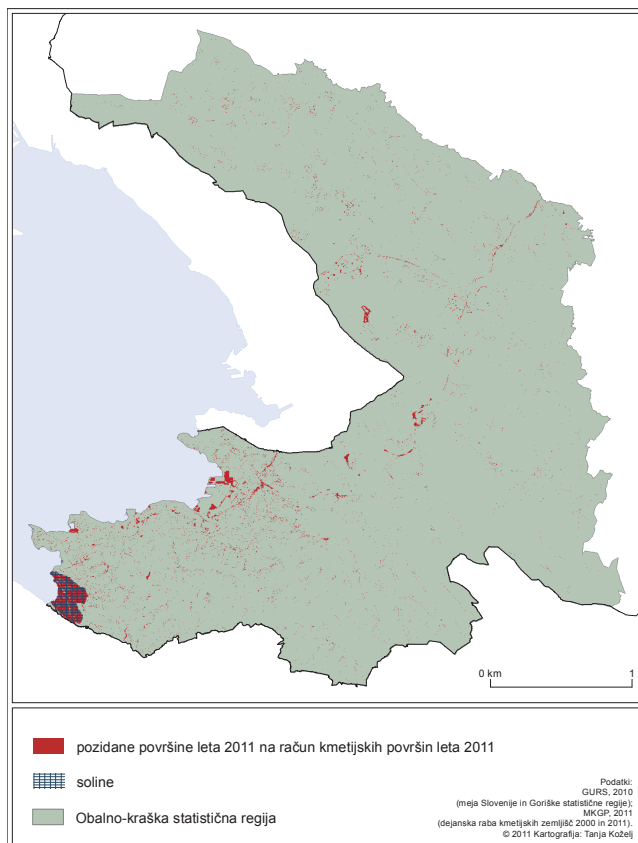 0 km 1
pozidane površine leta 2011 na račun kmetijskih površin leta 2011
soline
Obalno-kraška statistična regija
Podatki:
GURS, 2010
(meja Slovenije in Goriške statistične regije);
MKGP, 2011
(dejanska raba kmetijskih zemljišč 2000 in 2011).
© 2011 Kartografija: Tanja Koželj